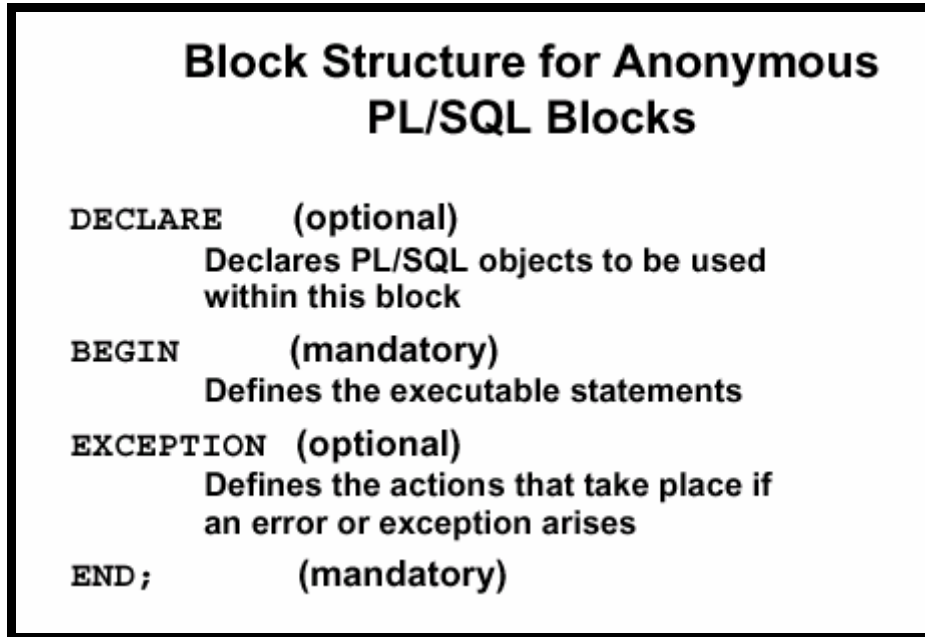 Block Structure for Anonymous
PL/SQL Blocks
DECLARE (optional)
Declares PL/SQL objects to be used
within this block
BEGIN (mandatory)
Defines the executable statements
EXCEPTION (optional)
Defines the actions that take place if
an error or exception arises
END; (mandatory)